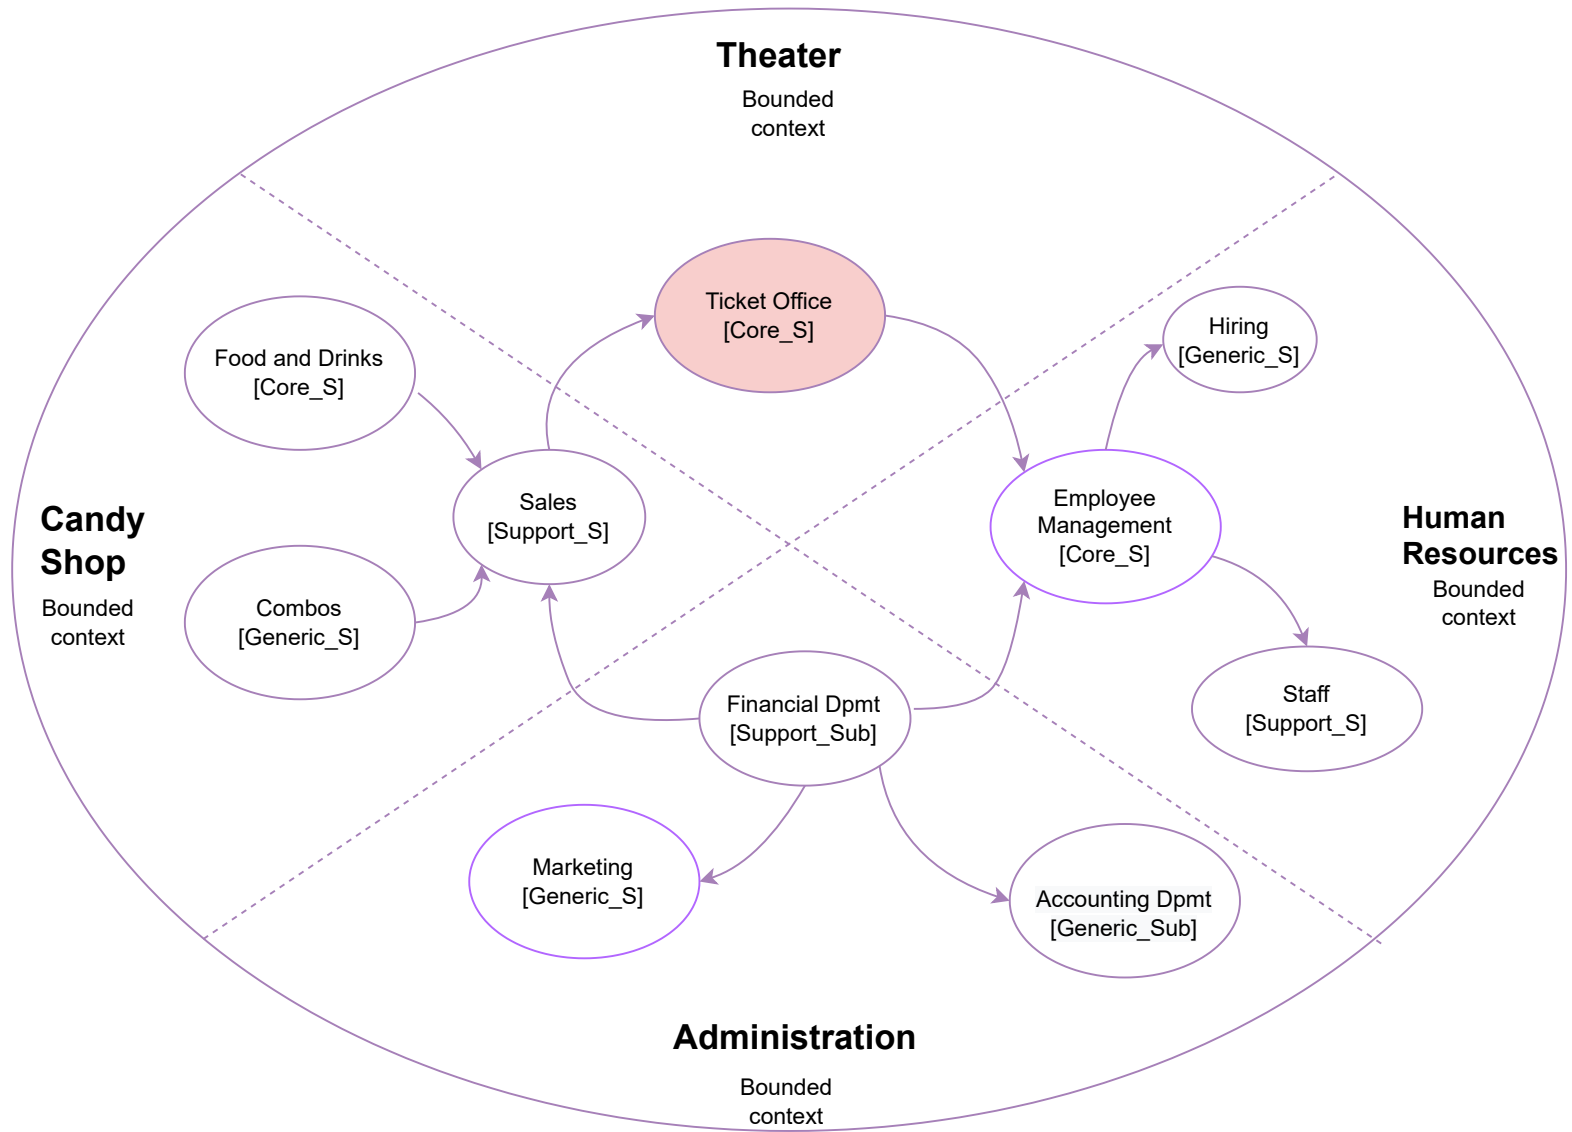 Theater
Bounded
context
Ticket Office
[Core_S]
Hiring
[Generic_S]
Food and Drinks
[Core_S]
Sales
[Support_S]
Employee
Management
[Core_S]
Candy
Shop
Bounded
context
Human
Resources
Bounded
context
Combos
[Generic_S]
Financial Dpmt
[Support_Sub]
Staff
[Support_S]
Marketing
[Generic_S]
Accounting Dpmt
[Generic_Sub]
Administration
Bounded
context